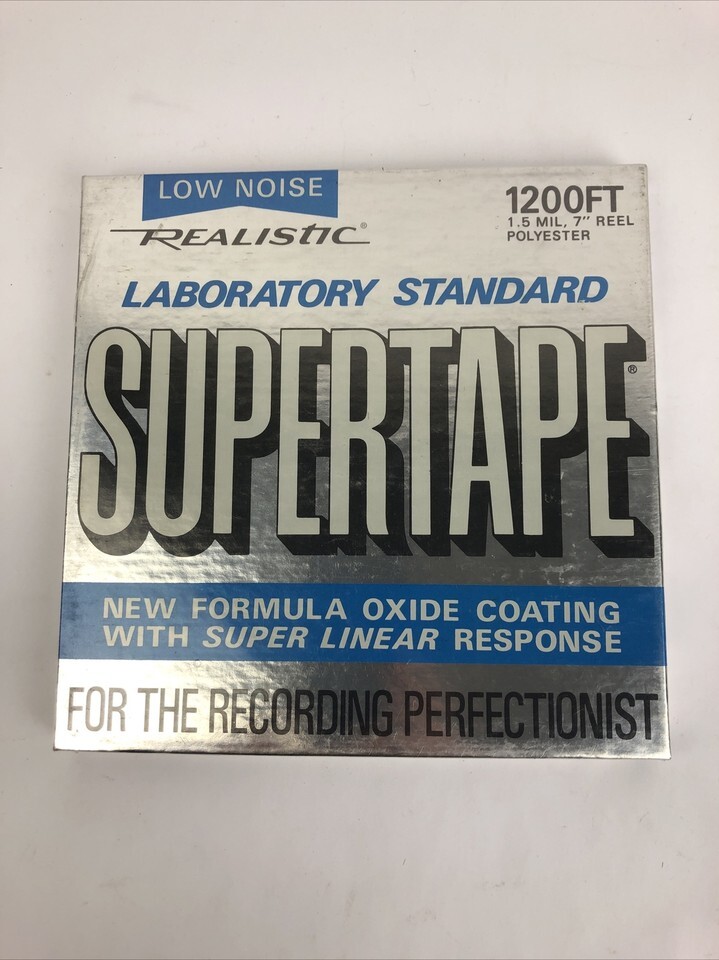 LOW NOISE
REALISTIC®
1200FT
1.5 MIL, 7" REEL
POLYESTER
LABORATORY STANDARD
SUPERTAPE®
NEW FORMULA OXIDE COATING
WITH SUPER LINEAR RESPONSE
FOR THE RECORDING PERFECTIONIST